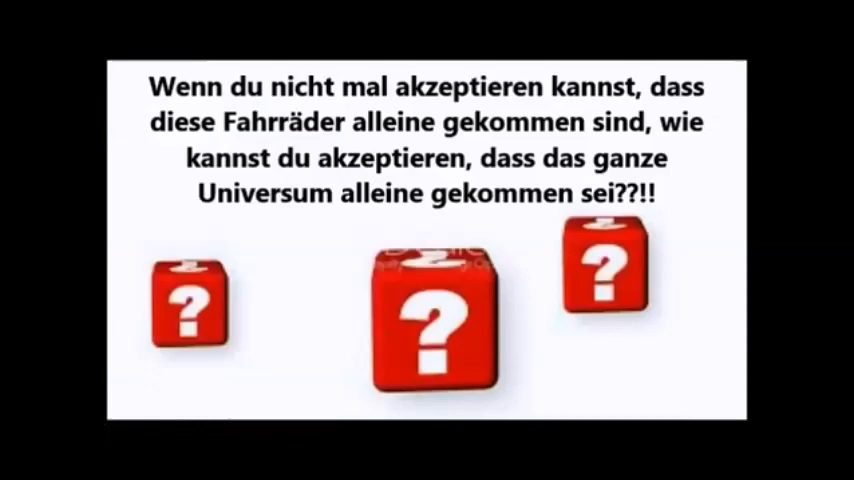 Wenn du nicht mal akzeptieren kannst, dass
diese Fahrräder alleine gekommen sind, wie
kannst du akzeptieren, dass das ganze
Universum alleine gekommen sei??!!
?
?
?